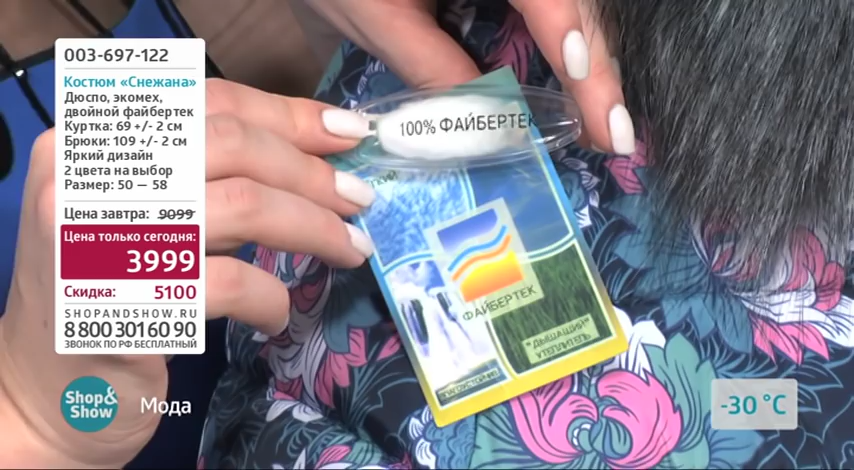 003-697-122
Костюм «Снежана»
Дюспо, экомех,
двойной файбертек
Куртка: 69 +/- 2 см
Брюки: 109 +/- 2 см
Яркий дизайн
2 цвета на выбор
Размер: 50 — 58
Цена завтра: 9099
Цена только сегодня:
3999
Скидка: 5100
SHOPANDSHOW.RU
8 800 301 60 90
ЗВОНОК ПО РФ БЕСПЛАТНЫЙ
Shop&
Show
Мода
100% ФАЙБЕРТЕК
ФАЙБЕРТЕК
"ДЫШАЩИЙ"
УТЕПЛИТЕЛЬ
-30 °C